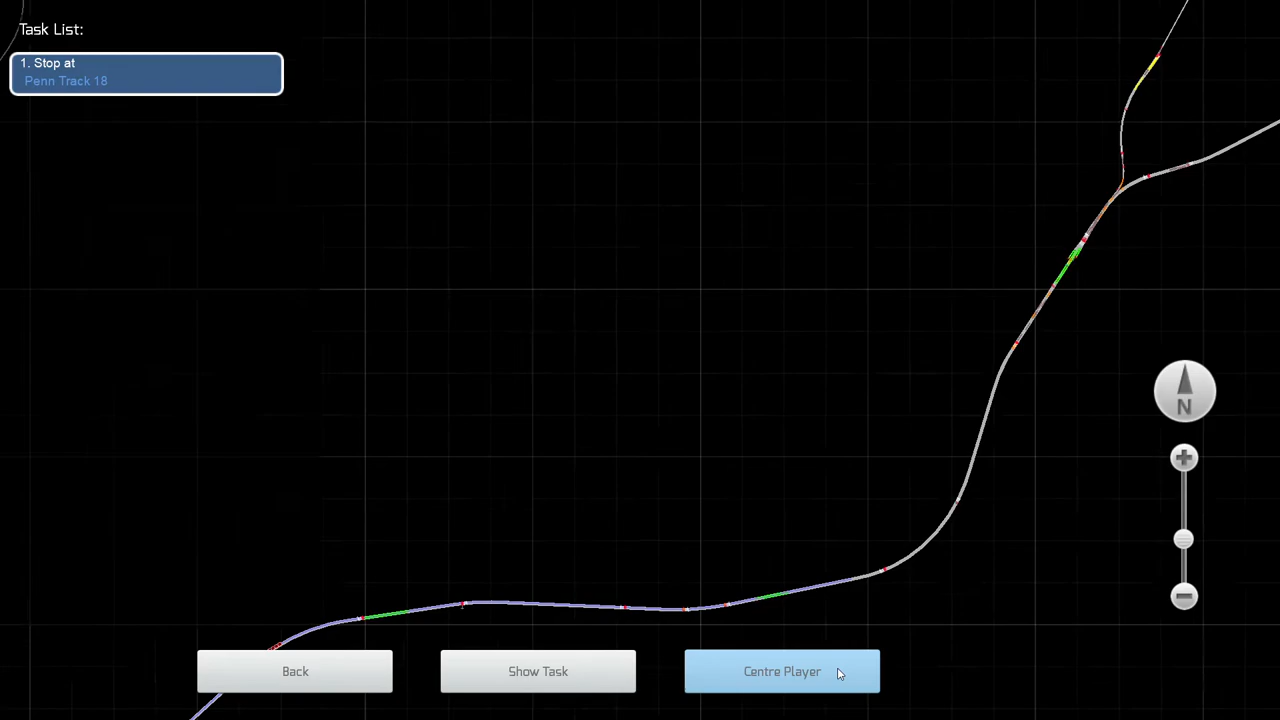 Task List:
1. Stop at
Penn Track 18
N
Back
Show Task
Centre Player